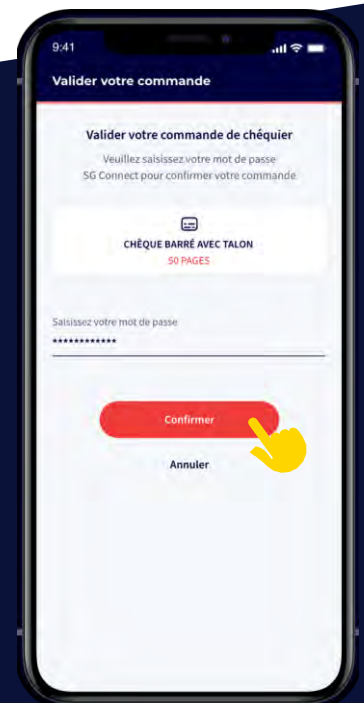 9:41
Valider votre commande
Valider votre commande de chéquier
Veuillez saisissez votre mot de passe
SG Connect pour confirmer votre commande
CHÈQUE BARRÉ AVEC TALON
50 PAGES
Saisissez votre mot de passe
************
Confirmer
Annuler